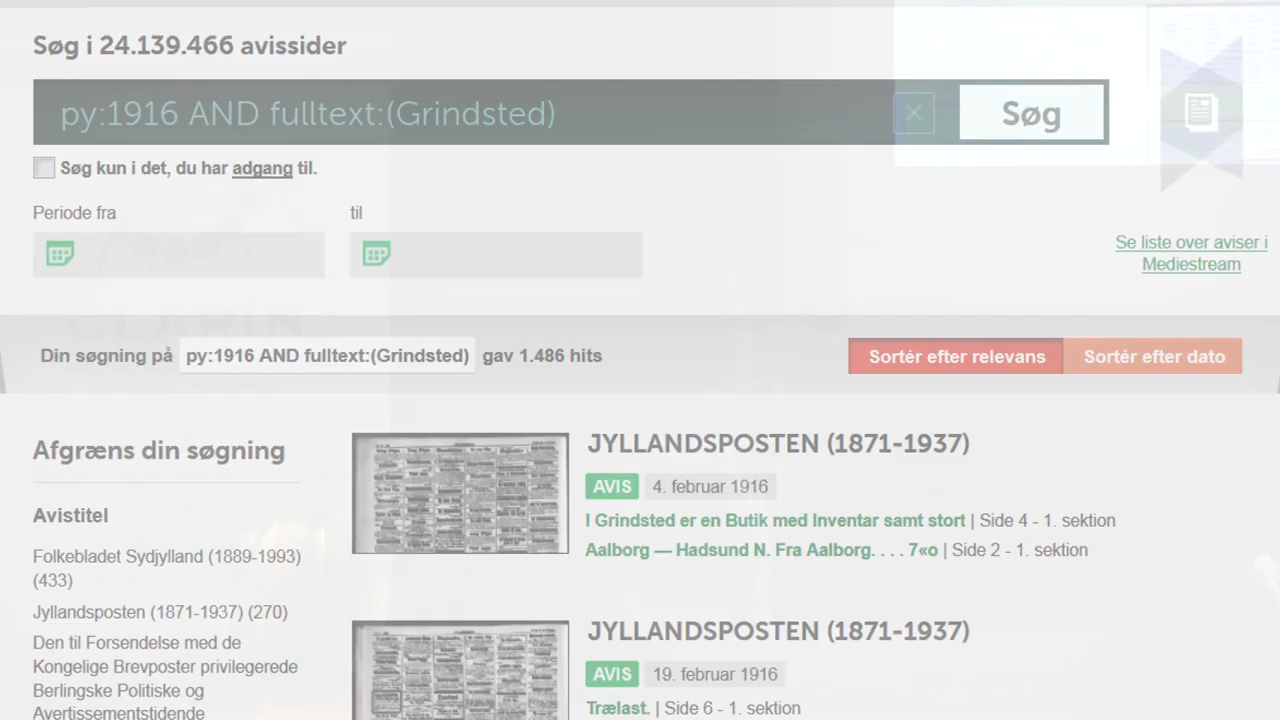 Søg i 24.139.466 avissider
py:1916 AND fulltext:(Grindsted)
Søg
Søg kun i det, du har adgang til.
Periode fra
til
Se liste over aviser i
Mediestream
CLARIN
Din søgning på py:1916 AND fulltext:(Grindsted) gav 1.486 hits
Sortér efter relevans
Sortér efter dato
Afgræns din søgning
Avistitel
Folkebladet Sydjylland (1889-1993)
(433)
Jyllandsposten (1871-1937) (270)
Den til Forsendelse med de
Kongelige Brevposter privilegerede
Berlingske Politiske og
Avertissementstidende
JYLLANDSPOSTEN (1871-1937)
AVIS 4. februar 1916
I Grindsted er en Butik med Inventar samt stort | Side 4 - 1. sektion
Aalborg — Hadsund N. Fra Aalborg. . . . 7«o | Side 2 - 1. sektion
JYLLANDSPOSTEN (1871-1937)
AVIS 19. februar 1916
Trælast. | Side 6 - 1. sektion